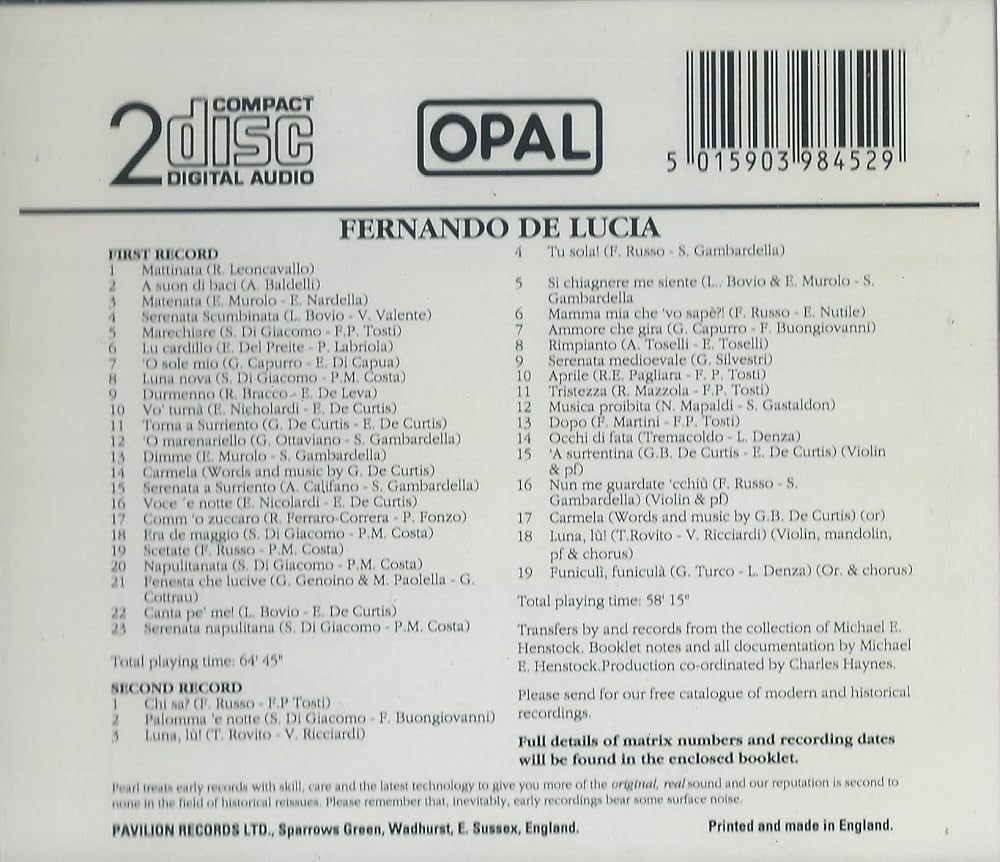 2 COMPACT
disc
DIGITAL AUDIO
OPAL
5 015903 984529
FERNANDO DE LUCIA
FIRST RECORD
1 Mattinata (R. Leoncavallo)
2 A suon di baci (A. Baldelli)
3 Matenata (E. Murolo - E. Nardella)
4 Serenata Scumbinata (L. Bovio - V. Valente)
5 Marechiare (S. Di Giacomo - F.P. Tosti)
6 Lu cardillo (E. Del Preite - P. Labriola)
7 'O sole mio (G. Capurro - E. Di Capua)
8 Luna nova (S. Di Giacomo - P.M. Costa)
9 Durmenno (R. Bracco - E. De Leva)
10 Vo' turnà (E. Nicholardi - E. De Curtis)
11 Torna a Surriento (G. De Curtis - E. De Curtis)
12 'O marenariello (G. Ottaviano - S. Gambardella)
13 Dimme (E. Murolo - S. Gambardella)
14 Carmela (Words and music by G. De Curtis)
15 Serenata a Surriento (A. Califano - S. Gambardella)
16 Voce 'e notte (E. Nicolardi - E. De Curtis)
17 Comm 'o zuccaro (R. Ferraro-Correra - P. Fonzo)
18 Era de maggio (S. Di Giacomo - P.M. Costa)
19 Scetate (F. Russo - P.M. Costa)
20 Napulitanata (S. Di Giacomo - P.M. Costa)
21 Fenesta che lucive (G. Genoino & M. Paolella - G.
Cottrau)
22 Canta pe' me! (L. Bovio - E. De Curtis)
23 Serenata napulitana (S. Di Giacomo - P.M. Costa)
Total playing time: 64' 45"
SECOND RECORD
1 Chi sa? (F. Russo - F.P Tosti)
2 Palomma 'e notte (S. Di Giacomo - F. Buongiovanni)
3 Luna, lù! (T. Rovito - V. Ricciardi)
4 Tu sola! (F. Russo - S. Gambardella)
5 Si chiagnere me siente (L.. Bovio & E. Murolo - S.
Gambardella
6 Mamma mia che 'vo sapè?! (F. Russo - E. Nutile)
7 Ammore che gira (G. Capurro - F. Buongiovanni)
8 Rimpianto (A. Toselli - E. Toselli)
9 Serenata medioevale (G. Silvestri)
10 Aprile (R.E. Pagliara - F. P. Tosti)
11 Tristezza (R. Mazzola - F.P. Tosti)
12 Musica proibita (N. Mapaldi - S. Gastaldon)
13 Dopo (F. Martini - F.P. Tosti)
14 Occhi di fata (Tremacoldo - L. Denza)
15 'A surrentina (G.B. De Curtis - E. De Curtis) (Violin
& pf)
16 Nun me guardate 'cchiù (F. Russo - S.
Gambardella) (Violin & pf)
17 Carmela (Words and music by G.B. De Curtis) (or)
18 Luna, lù! (T.Rovito - V. Ricciardi) (Violin, mandolin,
pf & chorus)
19 Funiculì, funiculà (G. Turco - L. Denza) (Or. & chorus)
Total playing time: 58' 15"
Transfers by and records from the collection of Michael E.
Henstock. Booklet notes and all documentation by Michael
E. Henstock.Production co-ordinated by Charles Haynes.
Please send for our free catalogue of modern and historical
recordings.
Full details of matrix numbers and recording dates
will be found in the enclosed booklet.
Pearl treats early records with skill, care and the latest technology to give you more of the original, real sound and our reputation is second to
none in the field of historical reissues. Please remember that, inevitably, early recordings bear some surface noise.
PAVILION RECORDS LTD., Sparrows Green, Wadhurst, E. Sussex, England.
Printed and made in England.